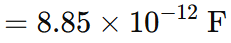 = 8.85 × 10⁻¹² F